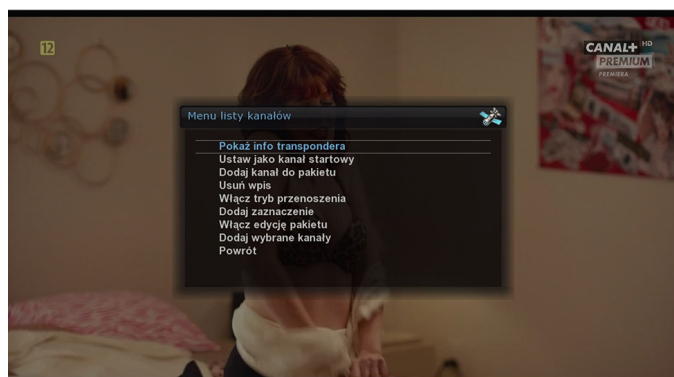 12
CANAL+ HD
PREMIUM
PREMIERA
Menu listy kanałów
Pokaż info transpondera
Ustaw jako kanał startowy
Dodaj kanał do pakietu
Usuń wpis
Włącz tryb przenoszenia
Dodaj zaznaczenie
Włącz edycję pakietu
Dodaj wybrane kanały
Powrót